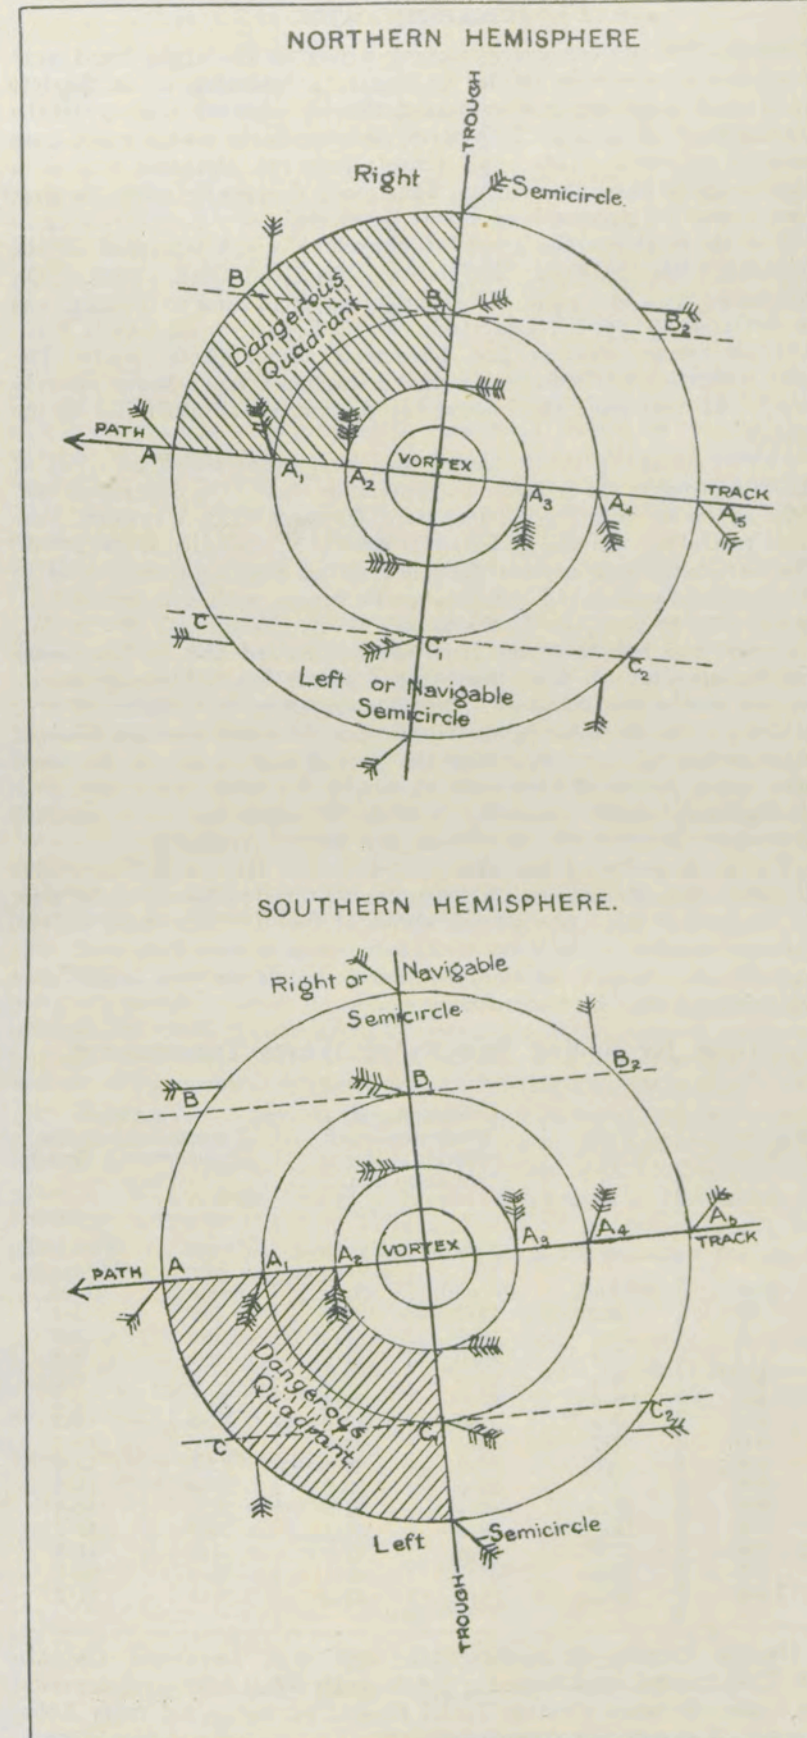 NORTHERN HEMISPHERE
TROUGH
Right
Semicircle.
B
Dangerous
Quadrant
B₁
B₂
PATH
A
A₁
A₂
VORTEX
A₃
A₄
TRACK
A₅
C
C₁
C₂
Left or Navigable
Semicircle
SOUTHERN HEMISPHERE.
Right or Navigable
Semicircle
B
B₁
B₂
PATH
A
A₁
A₂
VORTEX
A₃
A₄
A₅
TRACK
Dangerous
Quadrant
C
C₁
C₂
Left
Semicircle
TROUGH